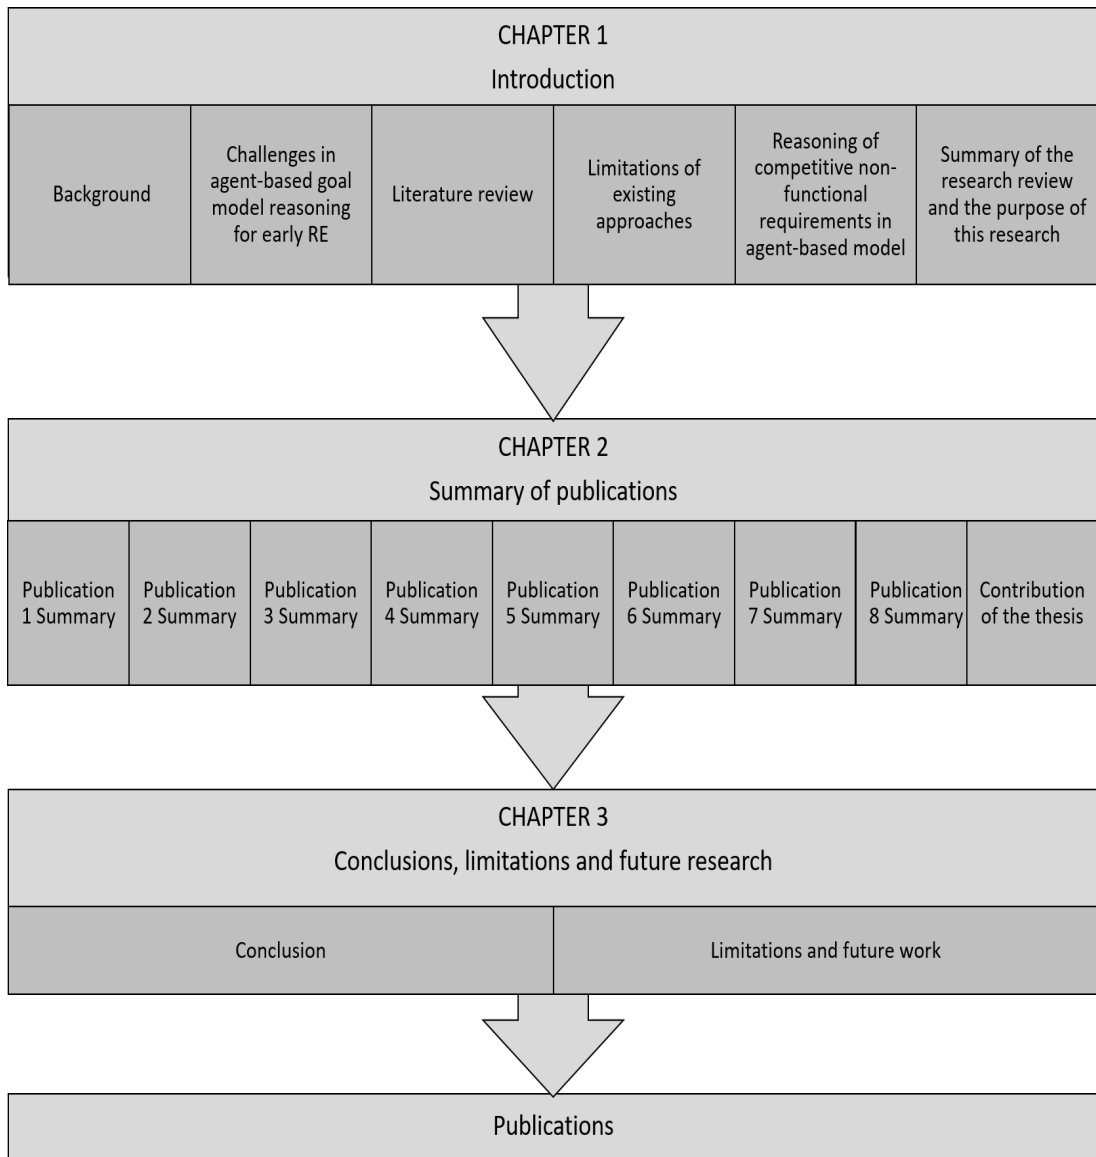 CHAPTER 1
Introduction
Background
Challenges in
agent-based goal
model reasoning
for early RE
Literature review
Limitations of
existing
approaches
Reasoning of
competitive non-
functional
requirements in
agent-based model
Summary of the
research review
and the purpose of
this research
CHAPTER 2
Summary of publications
Publication
1 Summary
Publication
2 Summary
Publication
3 Summary
Publication
4 Summary
Publication
5 Summary
Publication
6 Summary
Publication
7 Summary
Publication
8 Summary
Contribution
of the thesis
CHAPTER 3
Conclusions, limitations and future research
Conclusion
Limitations and future work
Publications